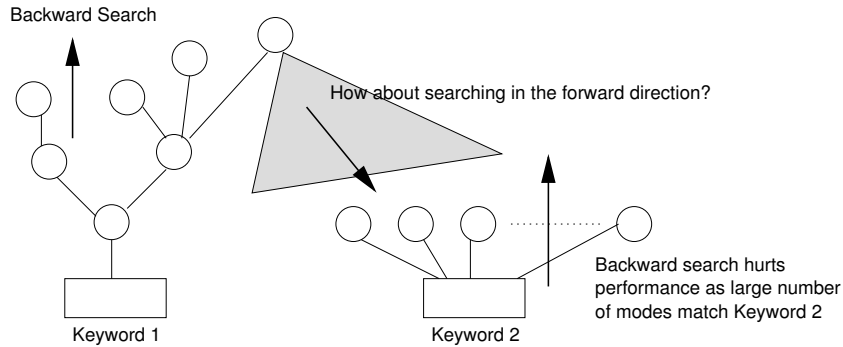 Backward Search
How about searching in the forward direction?
Backward search hurts
performance as large number
of modes match Keyword 2
Keyword 1
Keyword 2